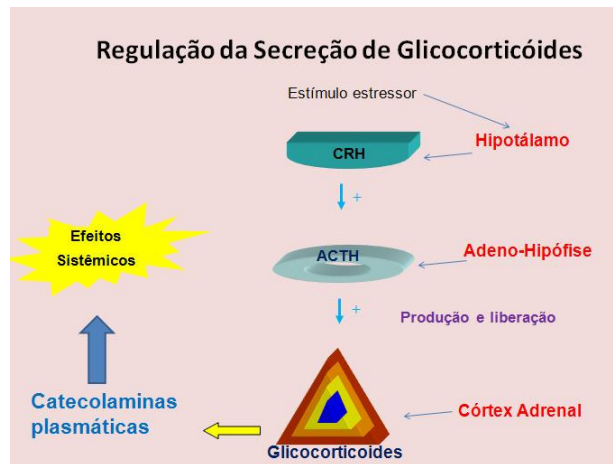 Regulação da Secreção de Glicocorticóides
Estímulo estressor
CRH
Hipotálamo
+
Efeitos
Sistêmicos
ACTH
Adeno-Hipófise
+
Produção e liberação
Catecolaminas
plasmáticas
Córtex Adrenal
Glicocorticoides